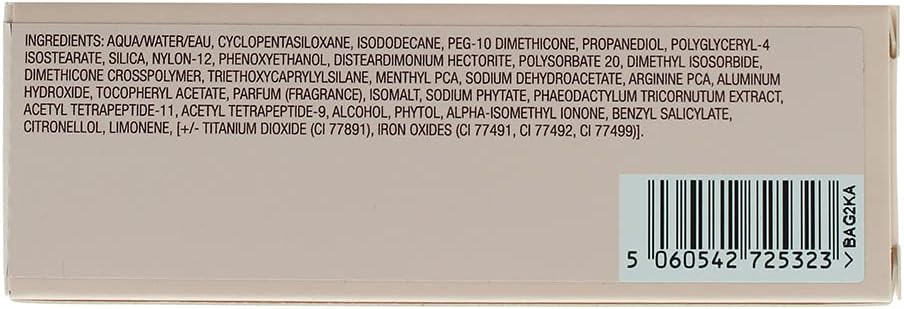 INGREDIENTS: AQUA/WATER/EAU, CYCLOPENTASILOXANE, ISODODECANE, PEG-10 DIMETHICONE, PROPANEDIOL, POLYGLYCERYL-4
ISOSTEARATE, SILICA, NYLON-12, PHENOXYETHANOL, DISTEARDIMONIUM HECTORITE, POLYSORBATE 20, DIMETHYL ISOSORBIDE,
DIMETHICONE CROSSPOLYMER, TRIETHOXYCAPRYLYLSILANE, MENTHYL PCA, SODIUM DEHYDROACETATE, ARGININE PCA, ALUMINUM
HYDROXIDE, TOCOPHERYL ACETATE, PARFUM (FRAGRANCE), ISOMALT, SODIUM PHYTATE, PHAEODACTYLUM TRICORNUTUM EXTRACT,
ACETYL TETRAPEPTIDE-11, ACETYL TETRAPEPTIDE-9, ALCOHOL, PHYTOL, ALPHA-ISOMETHYL IONONE, BENZYL SALICYLATE,
CITRONELLOL, LIMONENE, [+/- TITANIUM DIOXIDE (CI 77891), IRON OXIDES (CI 77491, CI 77492, CI 77499)].
5 060542 725323 >
BAG2KA